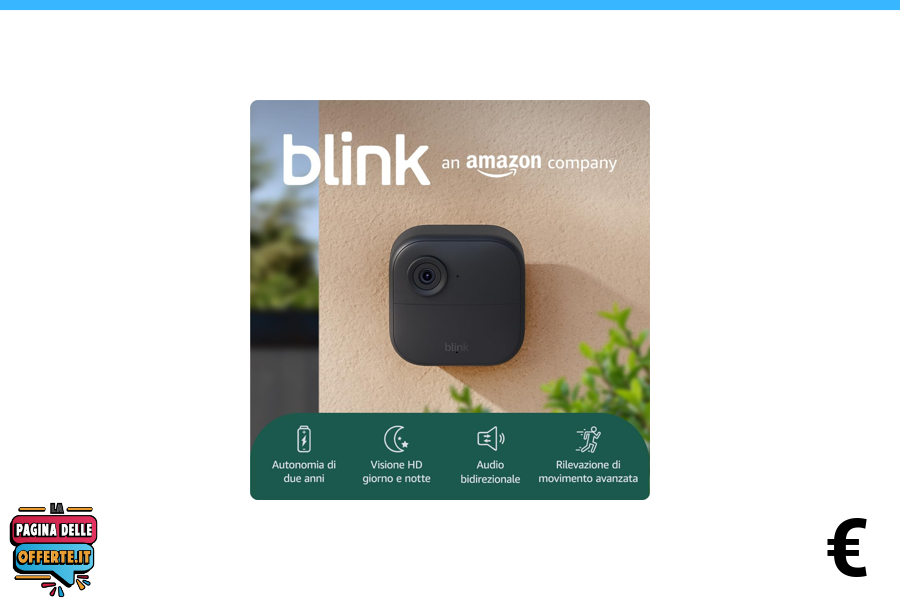 blink an amazon company
blink
Autonomia di
due anni
Visione HD
giorno e notte
Audio
bidirezionale
Rilevazione di
movimento avanzata
LA
PAGINA DELLE
OFFERTE.IT
€